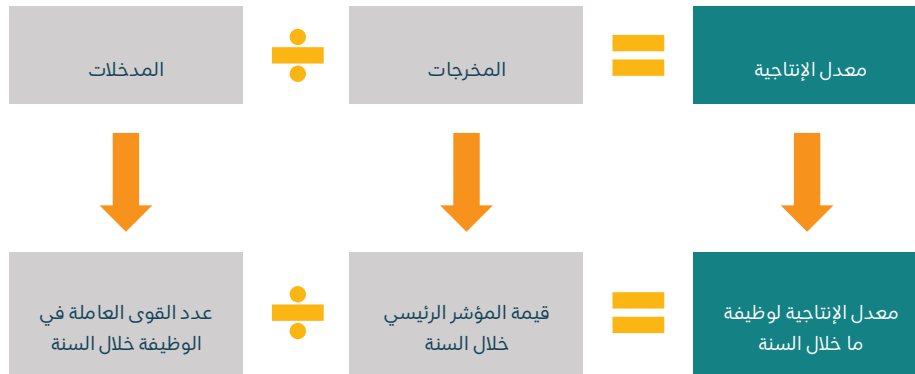 معدل الإنتاجية
المخرجات
المدخلات
معدل الإنتاجية لوظيفة
ما خلال السنة
قيمة المؤشر الرئيسي
خلال السنة
عدد القوى العاملة في
الوظيفة خلال السنة